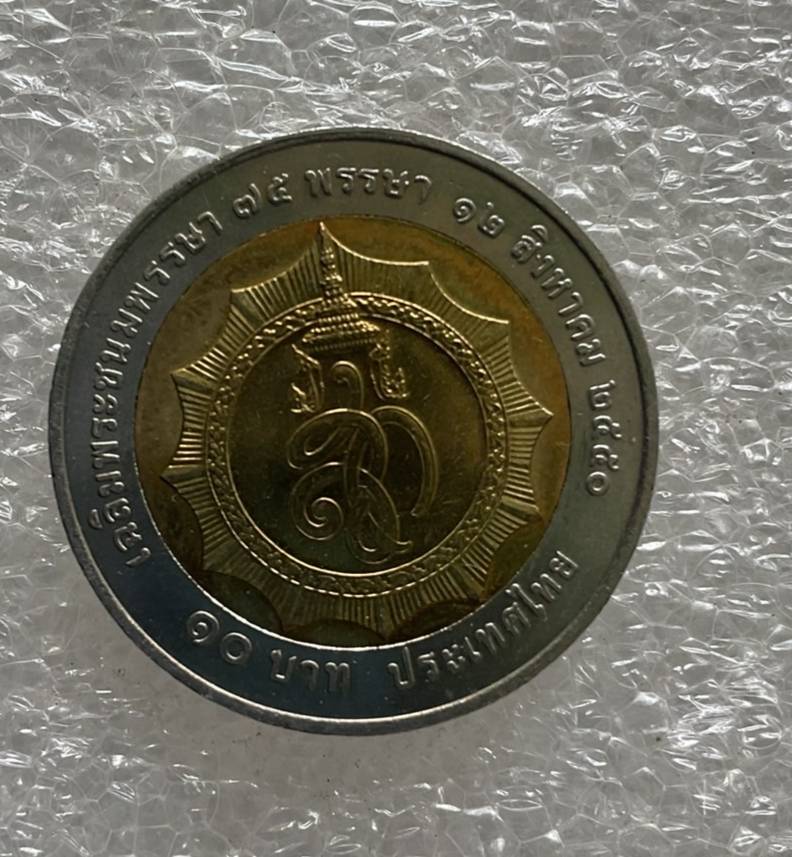 เฉลิมพระชนมพรรษา ๗๕ พรรษา ๑๒ สิงหาคม ๒๕๕๐
๑๐ บาท ประเทศไทย